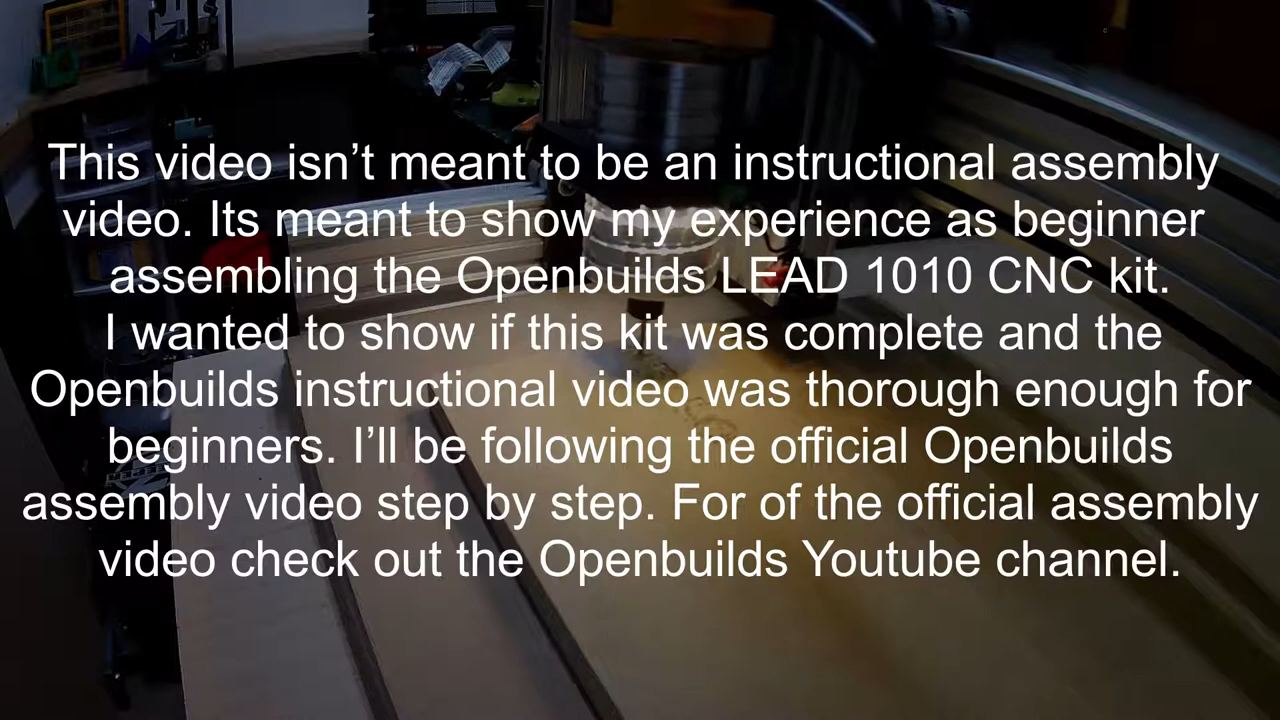 This video isn’t meant to be an instructional assembly
video. Its meant to show my experience as beginner
assembling the Openbuilds LEAD 1010 CNC kit.
I wanted to show if this kit was complete and the
Openbuilds instructional video was thorough enough for
beginners. I’ll be following the official Openbuilds
assembly video step by step. For of the official assembly
video check out the Openbuilds Youtube channel.